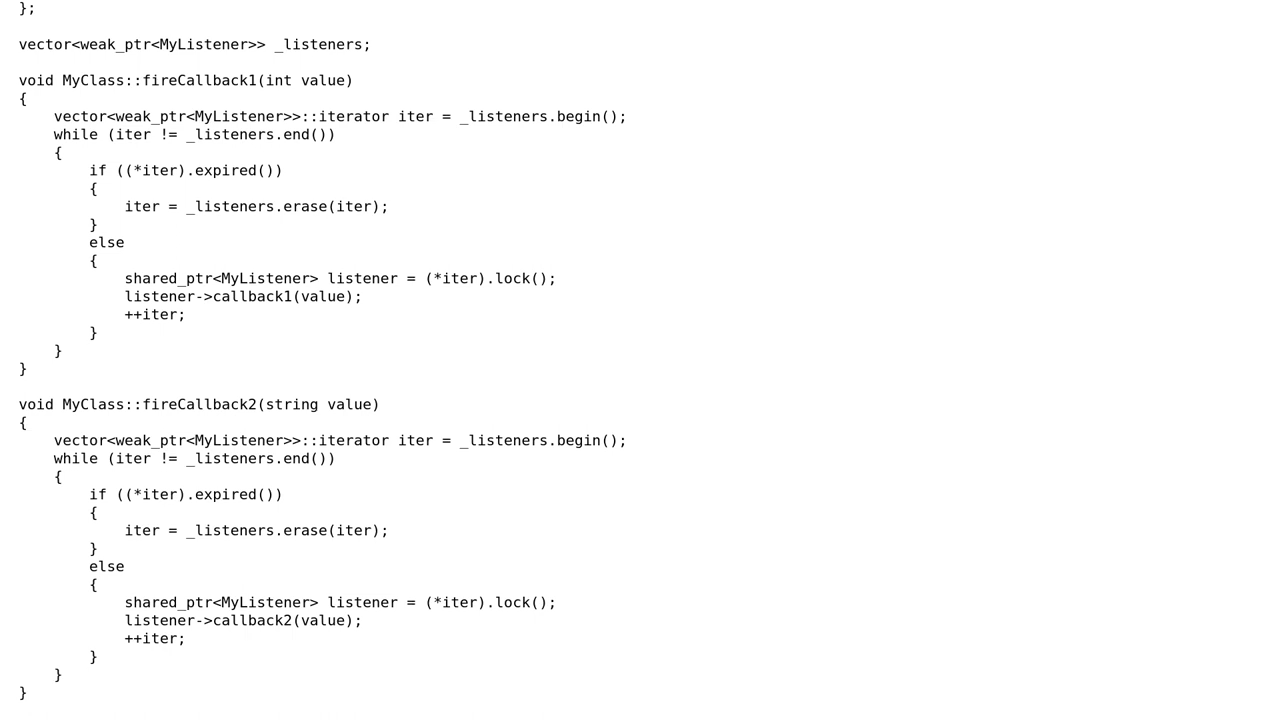 };
vector<weak_ptr<MyListener>> _listeners;
void MyClass::fireCallback1(int value)
{
    vector<weak_ptr<MyListener>>::iterator iter = _listeners.begin();
    while (iter != _listeners.end())
    {
        if ((*iter).expired())
        {
            iter = _listeners.erase(iter);
        }
        else
        {
            shared_ptr<MyListener> listener = (*iter).lock();
            listener->callback1(value);
            ++iter;
        }
    }
}
void MyClass::fireCallback2(string value)
{
    vector<weak_ptr<MyListener>>::iterator iter = _listeners.begin();
    while (iter != _listeners.end())
    {
        if ((*iter).expired())
        {
            iter = _listeners.erase(iter);
        }
        else
        {
            shared_ptr<MyListener> listener = (*iter).lock();
            listener->callback2(value);
            ++iter;
        }
    }
}